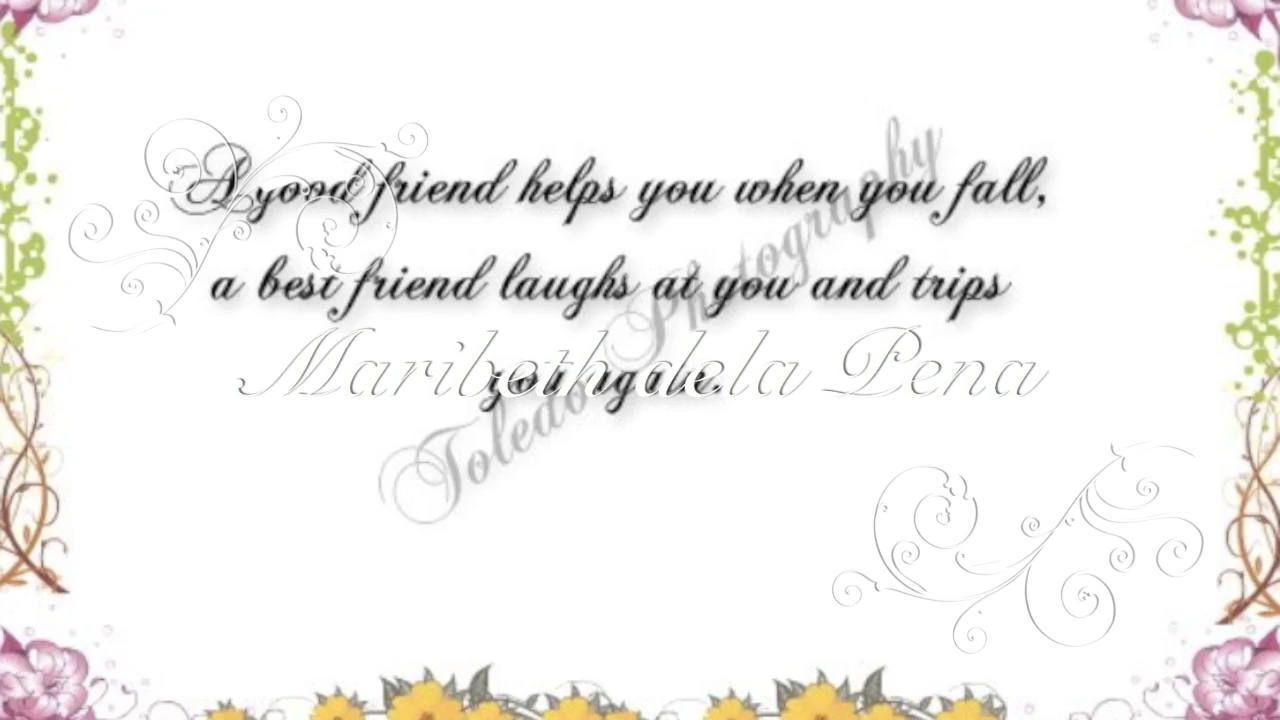 A good friend helps you when you fall,
a best friend laughs at you and trips
you again.
Maribeth dela Pena
Toledo Photography